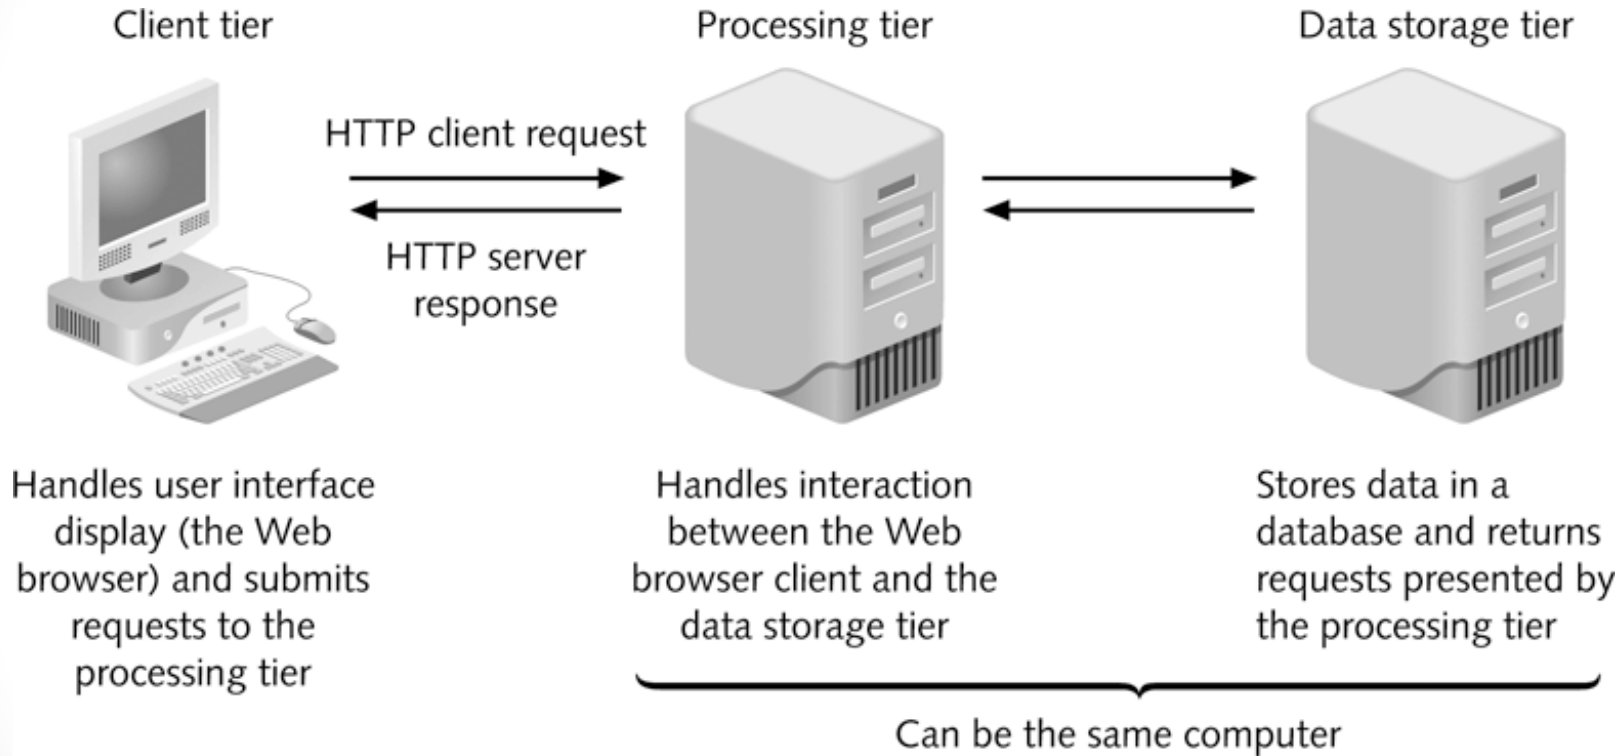 Client tier
Processing tier
Data storage tier
HTTP client request
HTTP server
response
Handles user interface
display (the Web
browser) and submits
requests to the
processing tier
Handles interaction
between the Web
browser client and the
data storage tier
Stores data in a
database and returns
requests presented by
the processing tier
Can be the same computer